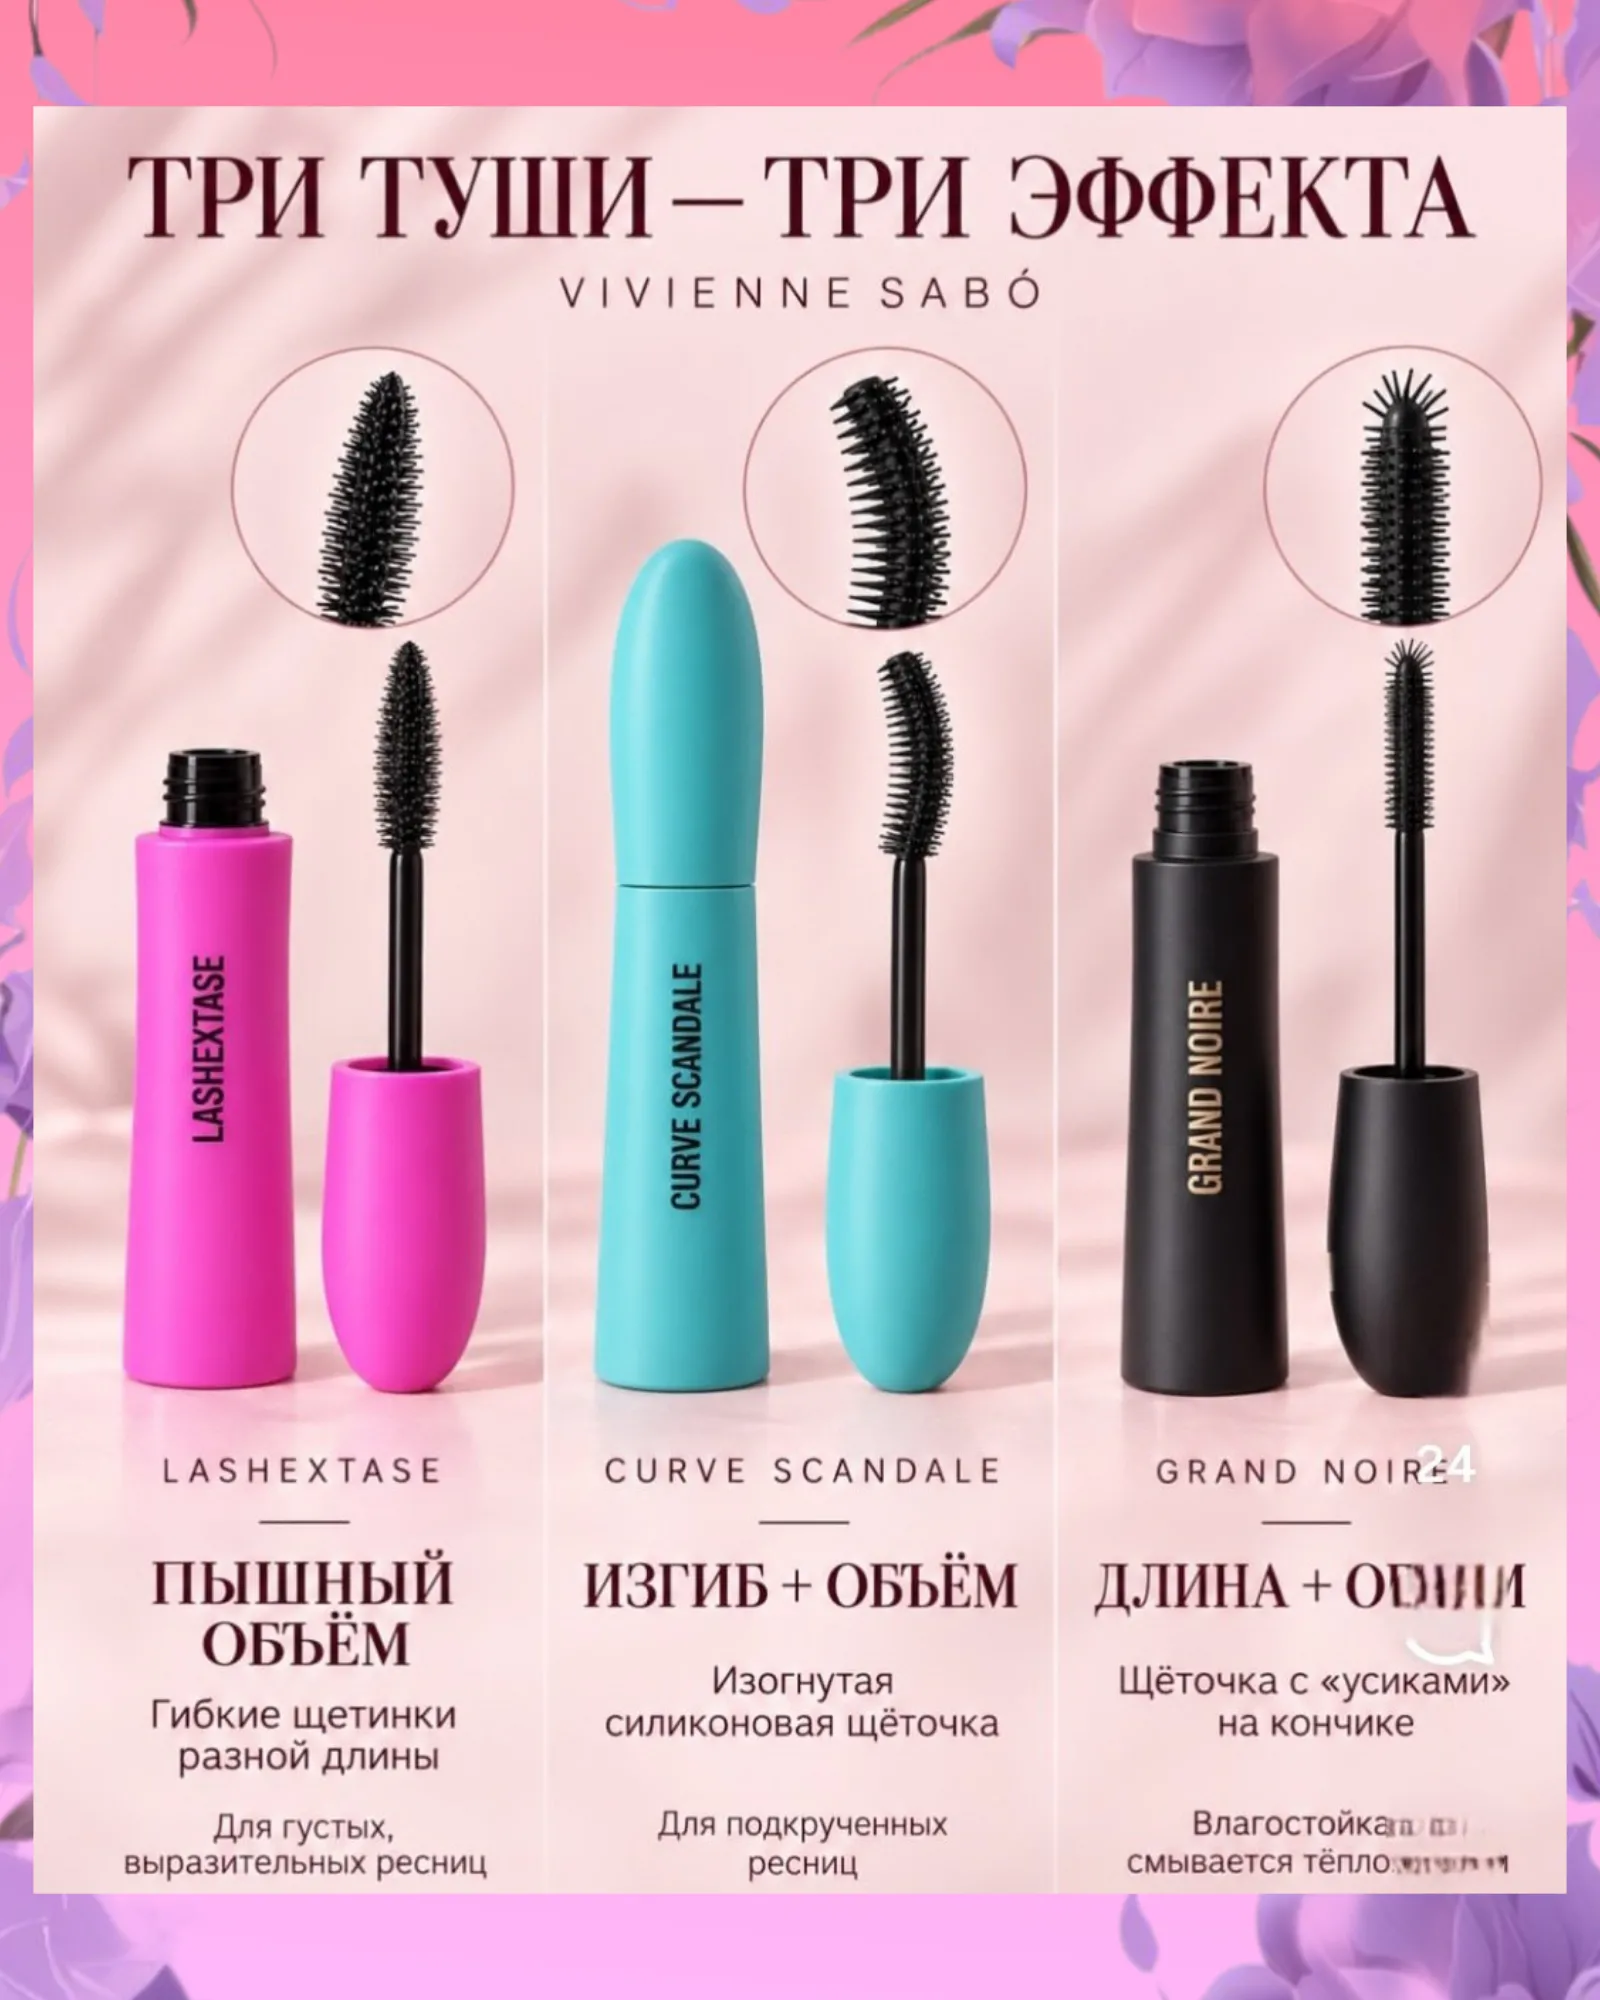 ТРИ ТУШИ — ТРИ ЭФФЕКТА
VIVIENNE SABÓ
LASHEXTASE
CURVE SCANDALE
GRAND NOIRE
LASHEXTASE
ПЫШНЫЙ
ОБЪЁМ
Гибкие щетинки
разной длины
Для густых,
выразительных ресниц
CURVE SCANDALE
ИЗГИБ + ОБЪЁМ
Изогнутая
силиконовая щёточка
Для подкрученных
ресниц
GRAND NOIRE
24
ДЛИНА +
Щёточка с «усиками»
на кончике
Влагостойкая
смывается